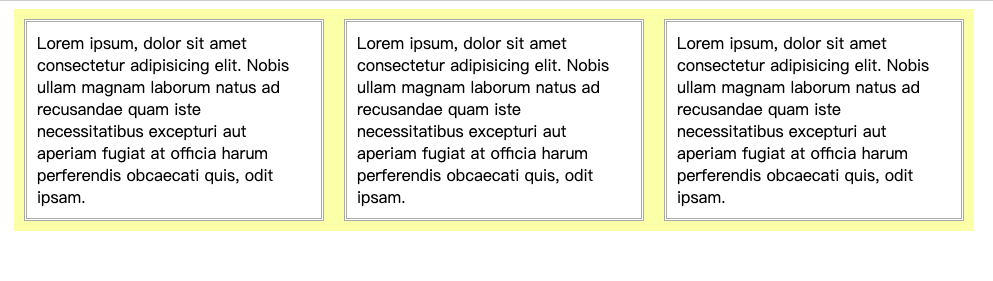 Lorem ipsum, dolor sit amet
consectetur adipisicing elit. Nobis
ullam magnam laborum natus ad
recusandae quam iste
necessitatibus excepturi aut
aperiam fugiat at officia harum
perferendis obcaecati quis, odit
ipsam.
Lorem ipsum, dolor sit amet
consectetur adipisicing elit. Nobis
ullam magnam laborum natus ad
recusandae quam iste
necessitatibus excepturi aut
aperiam fugiat at officia harum
perferendis obcaecati quis, odit
ipsam.
Lorem ipsum, dolor sit amet
consectetur adipisicing elit. Nobis
ullam magnam laborum natus ad
recusandae quam iste
necessitatibus excepturi aut
aperiam fugiat at officia harum
perferendis obcaecati quis, odit
ipsam.